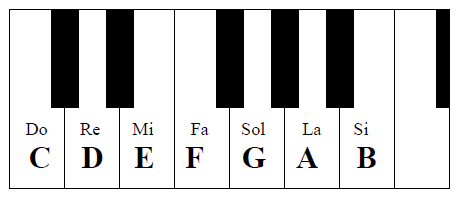 Do Re Mi Fa Sol La Si
C D E F G A B